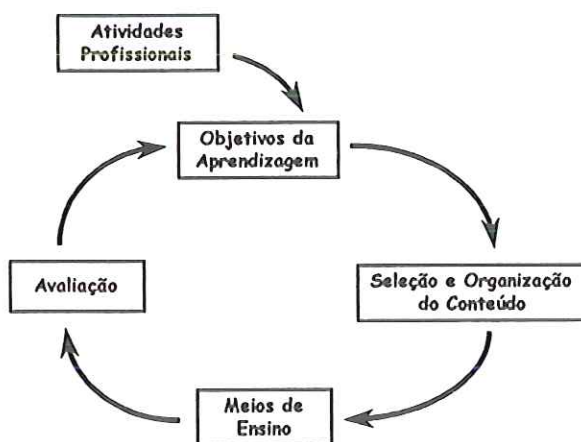 Atividades
Profissionais
Objetivos da
Aprendizagem
Seleção e Organização
do Conteúdo
Meios de
Ensino
Avaliação